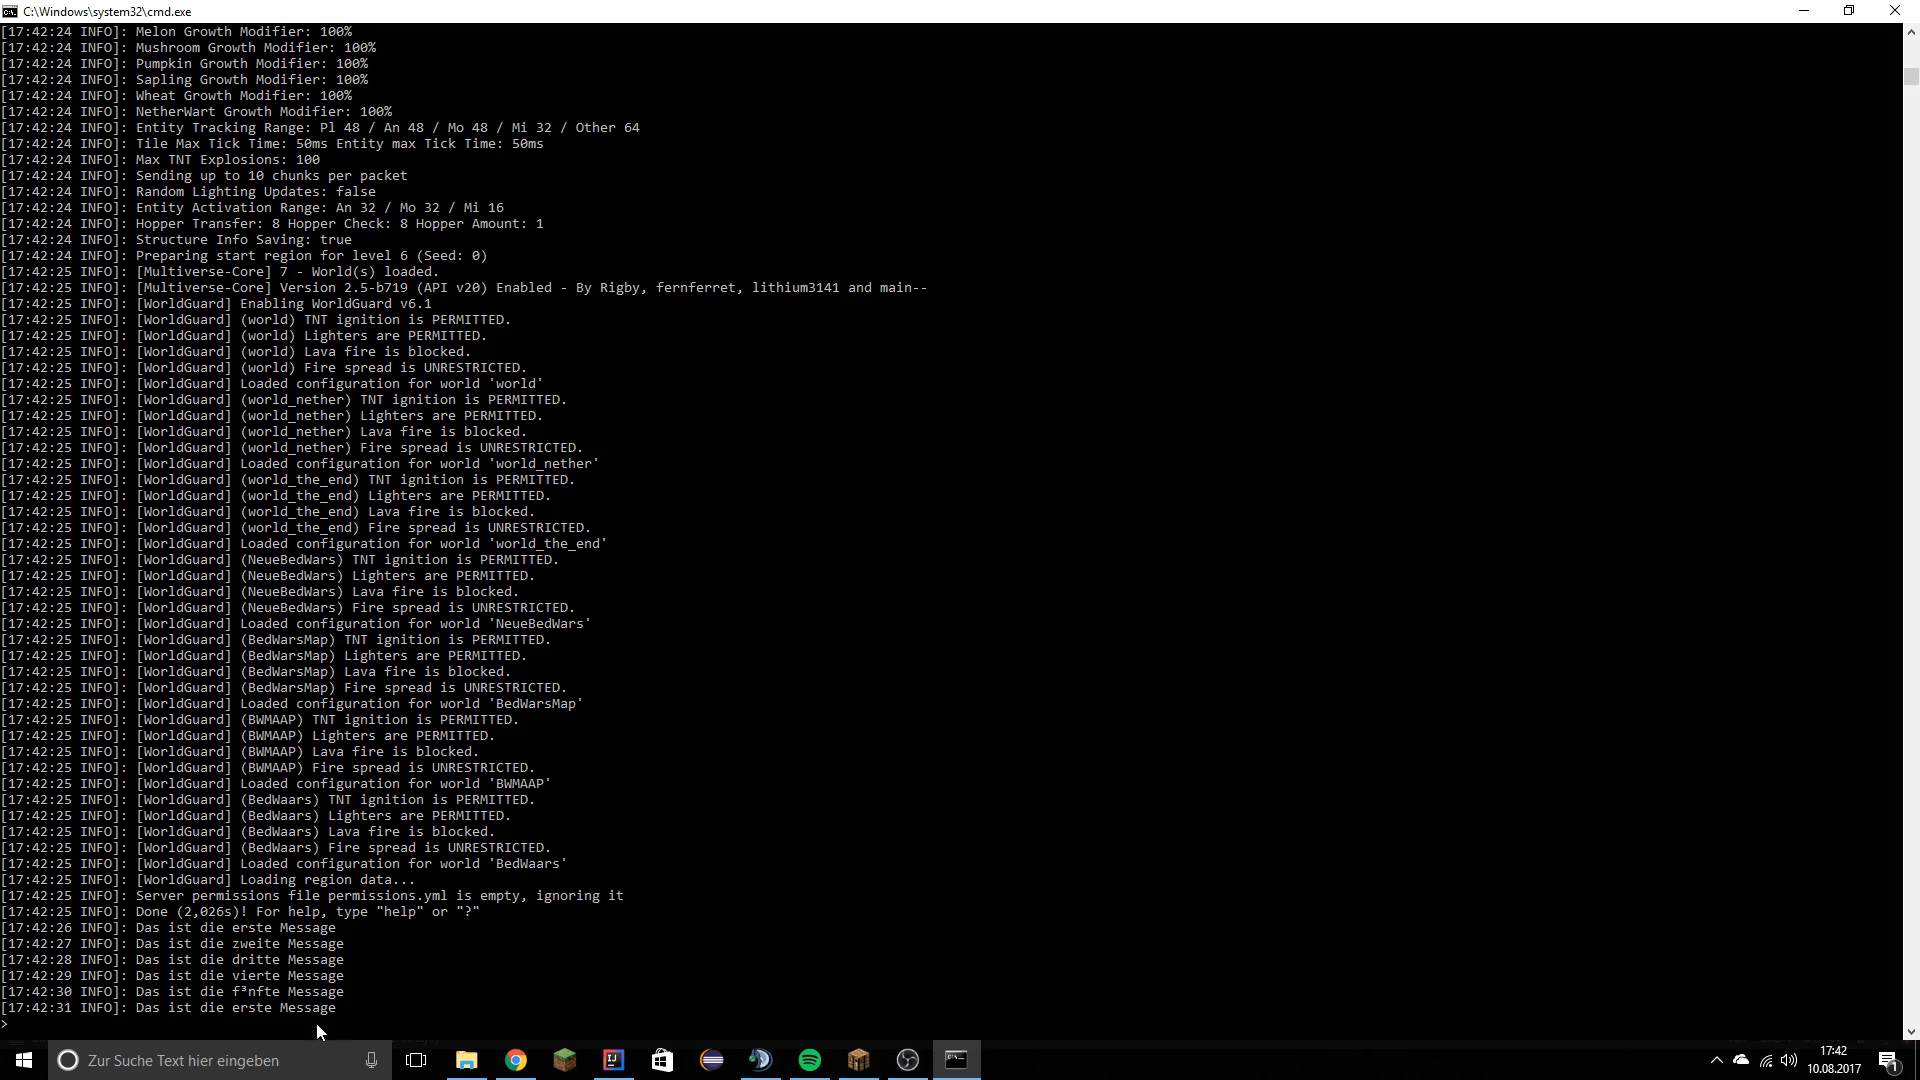 C:\Windows\system32\cmd.exe
[17:42:24 INFO]: Melon Growth Modifier: 100%
[17:42:24 INFO]: Mushroom Growth Modifier: 100%
[17:42:24 INFO]: Pumpkin Growth Modifier: 100%
[17:42:24 INFO]: Sapling Growth Modifier: 100%
[17:42:24 INFO]: Wheat Growth Modifier: 100%
[17:42:24 INFO]: NetherWart Growth Modifier: 100%
[17:42:24 INFO]: Entity Tracking Range: Pl 48 / An 48 / Mo 48 / Mi 32 / Other 64
[17:42:24 INFO]: Tile Max Tick Time: 50ms Entity max Tick Time: 50ms
[17:42:24 INFO]: Max TNT Explosions: 100
[17:42:24 INFO]: Sending up to 10 chunks per packet
[17:42:24 INFO]: Random Lighting Updates: false
[17:42:24 INFO]: Entity Activation Range: An 32 / Mo 32 / Mi 16
[17:42:24 INFO]: Hopper Transfer: 8 Hopper Check: 8 Hopper Amount: 1
[17:42:24 INFO]: Structure Info Saving: true
[17:42:24 INFO]: Preparing start region for level 6 (Seed: 0)
[17:42:25 INFO]: [Multiverse-Core] 7 - World(s) loaded.
[17:42:25 INFO]: [Multiverse-Core] Version 2.5-b719 (API v20) Enabled - By Rigby, fernferret, lithium3141 and main--
[17:42:25 INFO]: [WorldGuard] Enabling WorldGuard v6.1
[17:42:25 INFO]: [WorldGuard] (world) TNT ignition is PERMITTED.
[17:42:25 INFO]: [WorldGuard] (world) Lighters are PERMITTED.
[17:42:25 INFO]: [WorldGuard] (world) Lava fire is blocked.
[17:42:25 INFO]: [WorldGuard] (world) Fire spread is UNRESTRICTED.
[17:42:25 INFO]: [WorldGuard] Loaded configuration for world 'world'
[17:42:25 INFO]: [WorldGuard] (world_nether) TNT ignition is PERMITTED.
[17:42:25 INFO]: [WorldGuard] (world_nether) Lighters are PERMITTED.
[17:42:25 INFO]: [WorldGuard] (world_nether) Lava fire is blocked.
[17:42:25 INFO]: [WorldGuard] (world_nether) Fire spread is UNRESTRICTED.
[17:42:25 INFO]: [WorldGuard] Loaded configuration for world 'world_nether'
[17:42:25 INFO]: [WorldGuard] (world_the_end) TNT ignition is PERMITTED.
[17:42:25 INFO]: [WorldGuard] (world_the_end) Lighters are PERMITTED.
[17:42:25 INFO]: [WorldGuard] (world_the_end) Lava fire is blocked.
[17:42:25 INFO]: [WorldGuard] (world_the_end) Fire spread is UNRESTRICTED.
[17:42:25 INFO]: [WorldGuard] Loaded configuration for world 'world_the_end'
[17:42:25 INFO]: [WorldGuard] (NeueBedWars) TNT ignition is PERMITTED.
[17:42:25 INFO]: [WorldGuard] (NeueBedWars) Lighters are PERMITTED.
[17:42:25 INFO]: [WorldGuard] (NeueBedWars) Lava fire is blocked.
[17:42:25 INFO]: [WorldGuard] (NeueBedWars) Fire spread is UNRESTRICTED.
[17:42:25 INFO]: [WorldGuard] Loaded configuration for world 'NeueBedWars'
[17:42:25 INFO]: [WorldGuard] (BedWarsMap) TNT ignition is PERMITTED.
[17:42:25 INFO]: [WorldGuard] (BedWarsMap) Lighters are PERMITTED.
[17:42:25 INFO]: [WorldGuard] (BedWarsMap) Lava fire is blocked.
[17:42:25 INFO]: [WorldGuard] (BedWarsMap) Fire spread is UNRESTRICTED.
[17:42:25 INFO]: [WorldGuard] Loaded configuration for world 'BedWarsMap'
[17:42:25 INFO]: [WorldGuard] (BWMAAP) TNT ignition is PERMITTED.
[17:42:25 INFO]: [WorldGuard] (BWMAAP) Lighters are PERMITTED.
[17:42:25 INFO]: [WorldGuard] (BWMAAP) Lava fire is blocked.
[17:42:25 INFO]: [WorldGuard] (BWMAAP) Fire spread is UNRESTRICTED.
[17:42:25 INFO]: [WorldGuard] Loaded configuration for world 'BWMAAP'
[17:42:25 INFO]: [WorldGuard] (BedWaars) TNT ignition is PERMITTED.
[17:42:25 INFO]: [WorldGuard] (BedWaars) Lighters are PERMITTED.
[17:42:25 INFO]: [WorldGuard] (BedWaars) Lava fire is blocked.
[17:42:25 INFO]: [WorldGuard] (BedWaars) Fire spread is UNRESTRICTED.
[17:42:25 INFO]: [WorldGuard] Loaded configuration for world 'BedWaars'
[17:42:25 INFO]: [WorldGuard] Loading region data...
[17:42:25 INFO]: Server permissions file permissions.yml is empty, ignoring it
[17:42:25 INFO]: Done (2,026s)! For help, type "help" or "?"
[17:42:26 INFO]: Das ist die erste Message
[17:42:27 INFO]: Das ist die zweite Message
[17:42:28 INFO]: Das ist die dritte Message
[17:42:29 INFO]: Das ist die vierte Message
[17:42:30 INFO]: Das ist die f³nfte Message
[17:42:31 INFO]: Das ist die erste Message
>
Zur Suche Text hier eingeben
17:42
10.08.2017
1